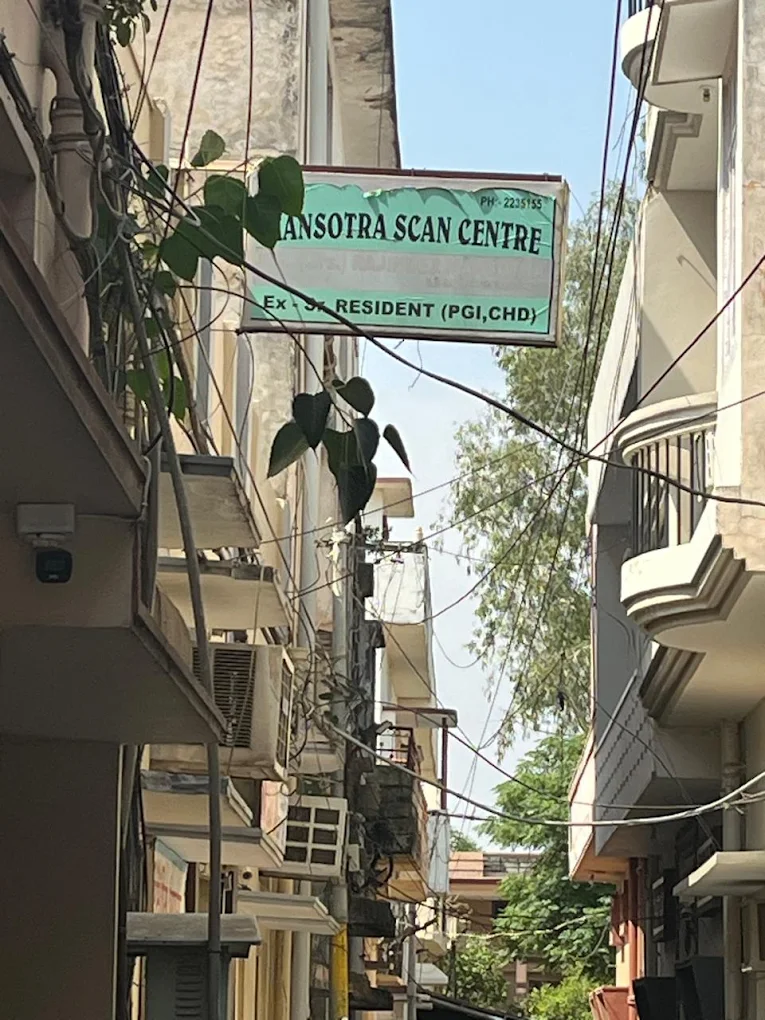 PH:- 2235155
ANSOTRA SCAN CENTRE
Ex - Sr. RESIDENT (PGI,CHD)